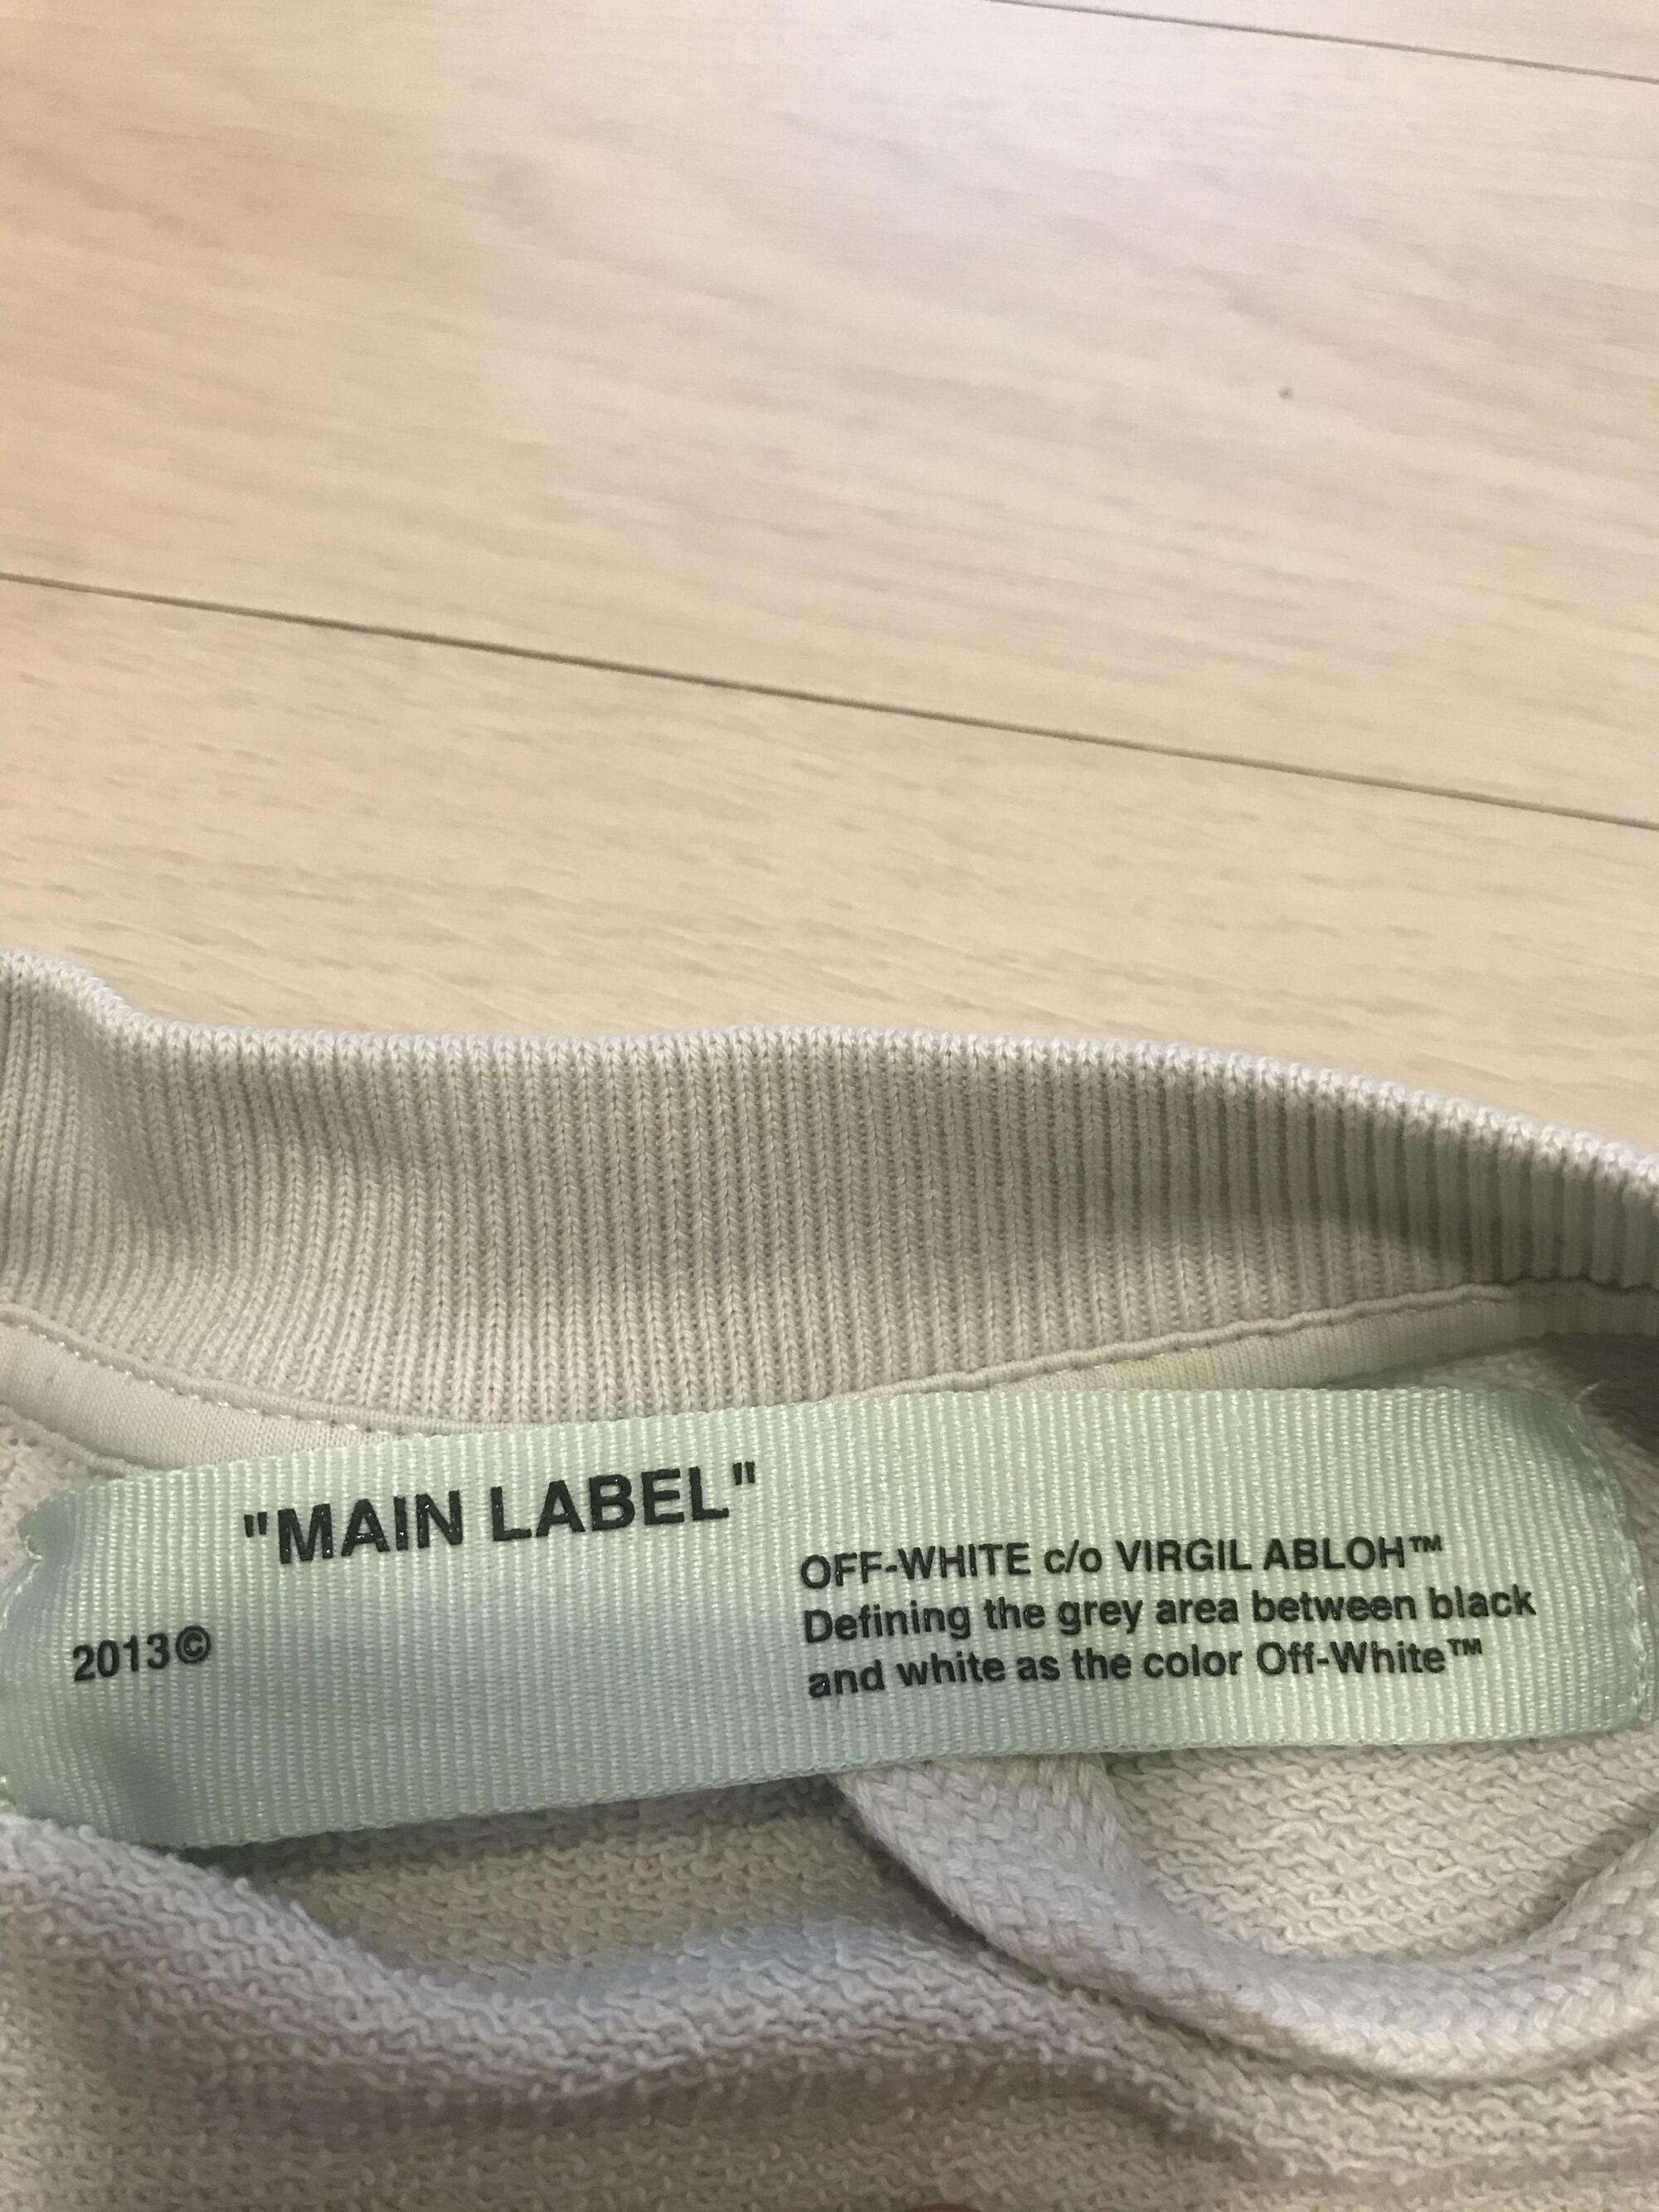 "MAIN LABEL"
2013©
OFF-WHITE c/o VIRGIL ABLOH™
Defining the grey area between black
and white as the color Off-White™